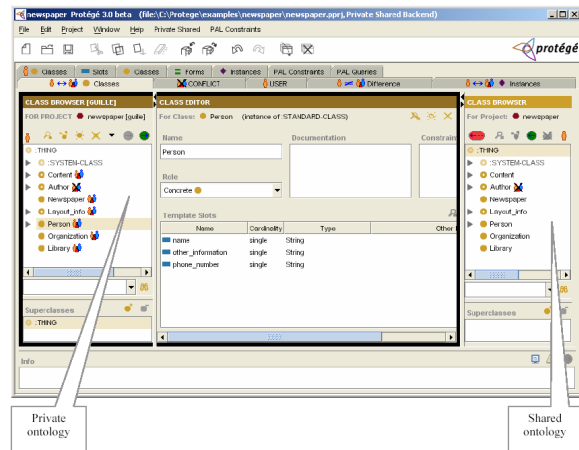 newspaper Protégé 3.0 beta (file:\C:\Protege\examples\newspaper\newspaper.pprj, Private Shared Backend)
File Edit Project Window Help Private Shared PAL Constraints
protégé
Classes Slots Classes Forms Instances PAL Constraints PAL Queries
Classes CONFLICT USER Difference Instances
CLASS BROWSER [GUILLE] CLASS EDITOR CLASS BROWSER
FOR PROJECT newspaper [guille] For Class: Person (instance of :STANDARD-CLASS) For Project: newspaper
Name Documentation Constrain
Person
:THING :THING
:SYSTEM-CLASS :SYSTEM-CLASS
Content Content
Author Role Author
Newspaper Concrete Newspaper
Layout_info Layout_info
Person Template Slots Person
Organization Name Cardinality Type Other Organization
Library name single String Library
other_information single String
phone_number single String
Superclasses Superclasses
:THING
Info
Private
ontology
Shared
ontology